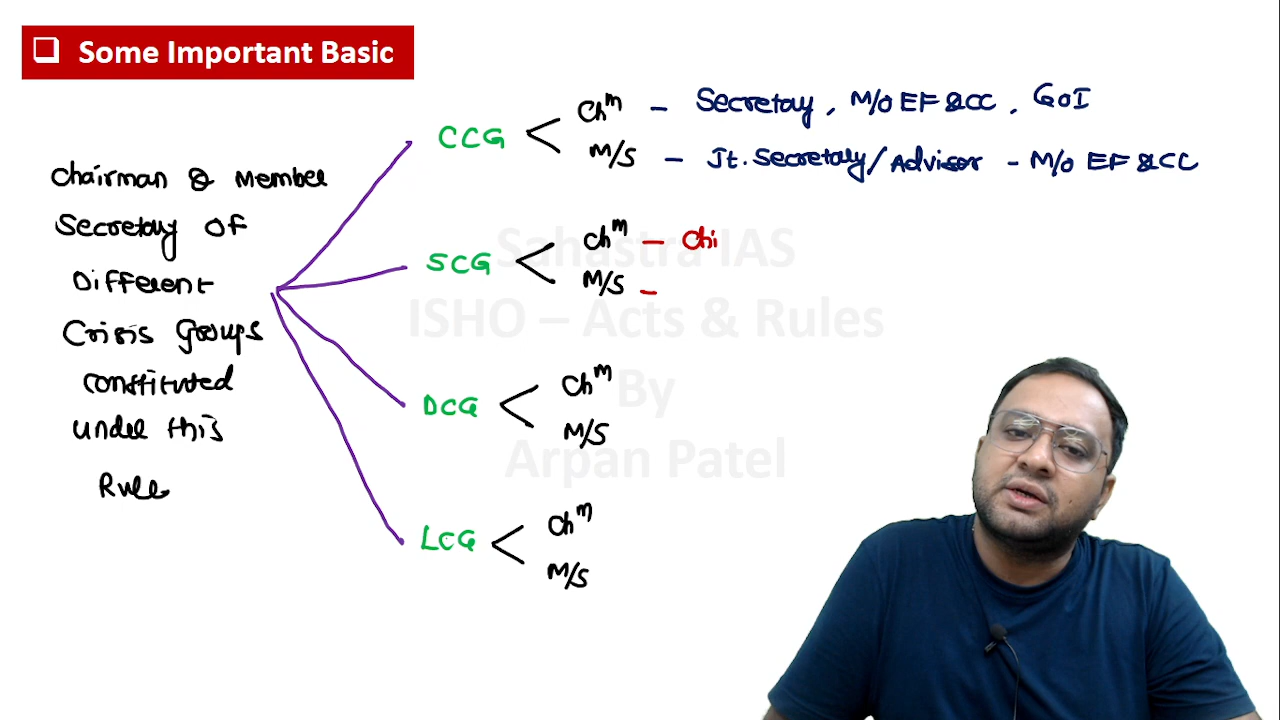 Some Important Basic
Chairman & Member
Secretary OF
Different
Crisis Groups
constituted
under this
Rule
CCG
Chm - Secretary, M/O EF & CC, GOI
M/S - Jt. Secretary/Advisor - M/O EF & CC
SCG
Chm - Chi
M/S -
DCG
Chm
M/S
LCG
Chm
M/S
Sahastra IAS
ISHO – Acts & Rules
By
Arpan Patel